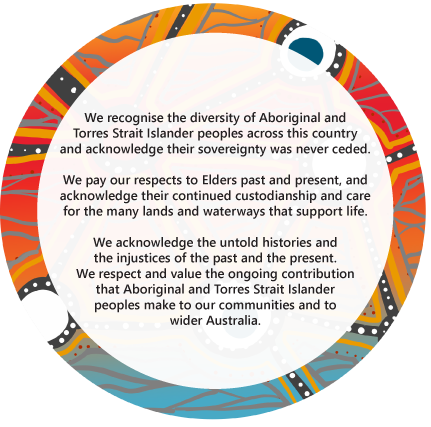 We recognise the diversity of Aboriginal and
Torres Strait Islander peoples across this country
and acknowledge their sovereignty was never ceded.
We pay our respects to Elders past and present, and
acknowledge their continued custodianship and care
for the many lands and waterways that support life.
We acknowledge the untold histories and
the injustices of the past and the present.
We respect and value the ongoing contribution
that Aboriginal and Torres Strait Islander
peoples make to our communities and to
wider Australia.